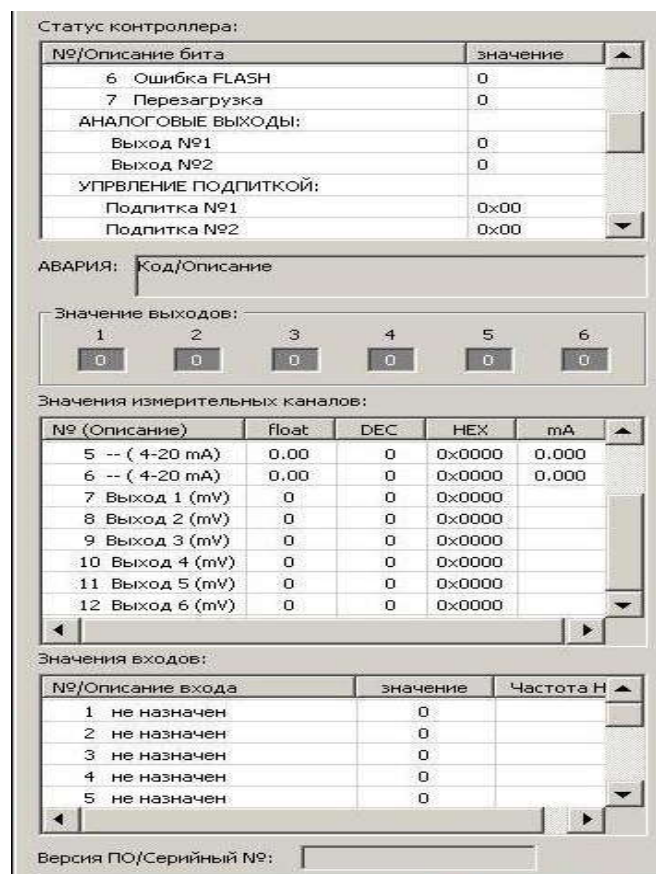 Статус контроллера:
№/Описание бита значение
6 Ошибка FLASH 0
7 Перезагрузка 0
АНАЛОГОВЫЕ ВЫХОДЫ:
Выход №1 0
Выход №2 0
УПРВЛЕНИЕ ПОДПИТКОЙ:
Подпитка №1 0x00
Подпитка №2 0x00
АВАРИЯ: Код/Описание
Значение выходов:
1 2 3 4 5 6
0 0 0 0 0 0
Значения измерительных каналов:
№ (Описание) float DEC HEX mA
5 -- ( 4-20 mA) 0.00 0 0x0000 0.000
6 -- ( 4-20 mA) 0.00 0 0x0000 0.000
7 Выход 1 (mV) 0 0 0x0000
8 Выход 2 (mV) 0 0 0x0000
9 Выход 3 (mV) 0 0 0x0000
10 Выход 4 (mV) 0 0 0x0000
11 Выход 5 (mV) 0 0 0x0000
12 Выход 6 (mV) 0 0 0x0000
Значения входов:
№/Описание входа значение Частота H
1 не назначен 0
2 не назначен 0
3 не назначен 0
4 не назначен 0
5 не назначен 0
Версия ПО/Серийный №: